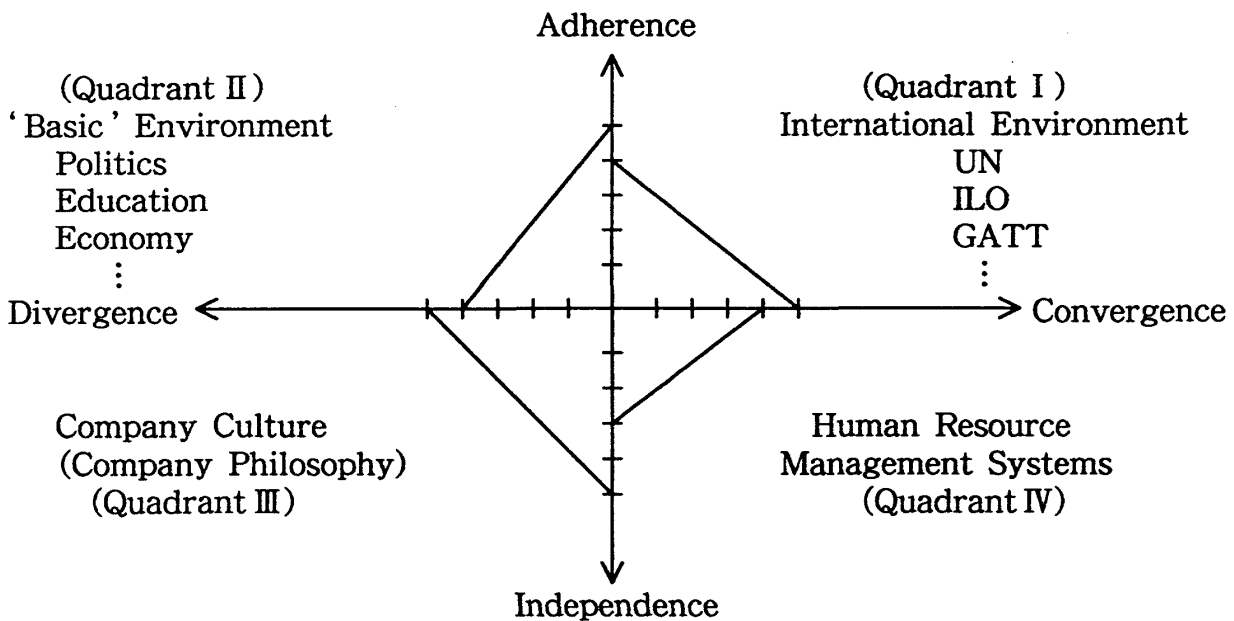 Adherence
(Quadrant Ⅱ)
‘Basic’ Environment
Politics
Education
Economy
⋮
(Quadrant Ⅰ)
International Environment
UN
ILO
GATT
⋮
Divergence
Convergence
Company Culture
(Company Philosophy)
(Quadrant Ⅲ)
Human Resource
Management Systems
(Quadrant Ⅳ)
Independence